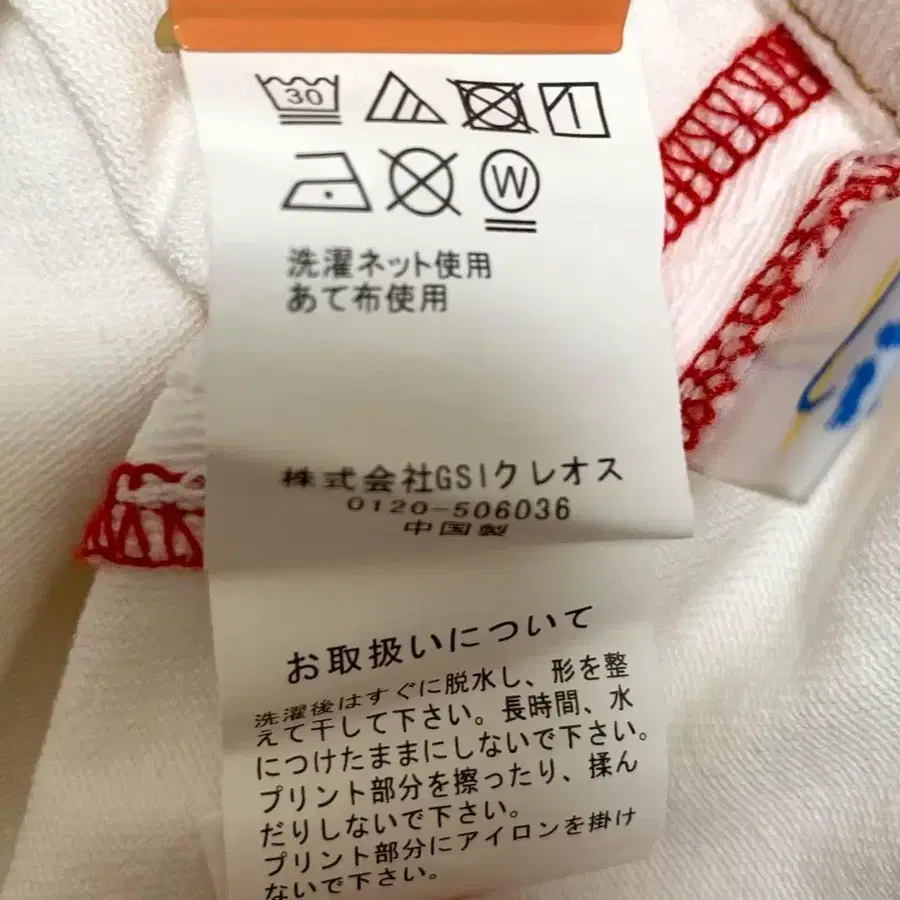 30
W
洗濯ネット使用
あて布使用
株式会社GSIクレオス
0120-506036
中国製
お取扱いについて
洗濯後はすぐに脱水し、形を整
えて干して下さい。長時間、水
につけたままにしないで下さい。
プリント部分を擦ったり、揉ん
だりしないで下さい。
プリント部分にアイロンを掛け
ないで下さい。